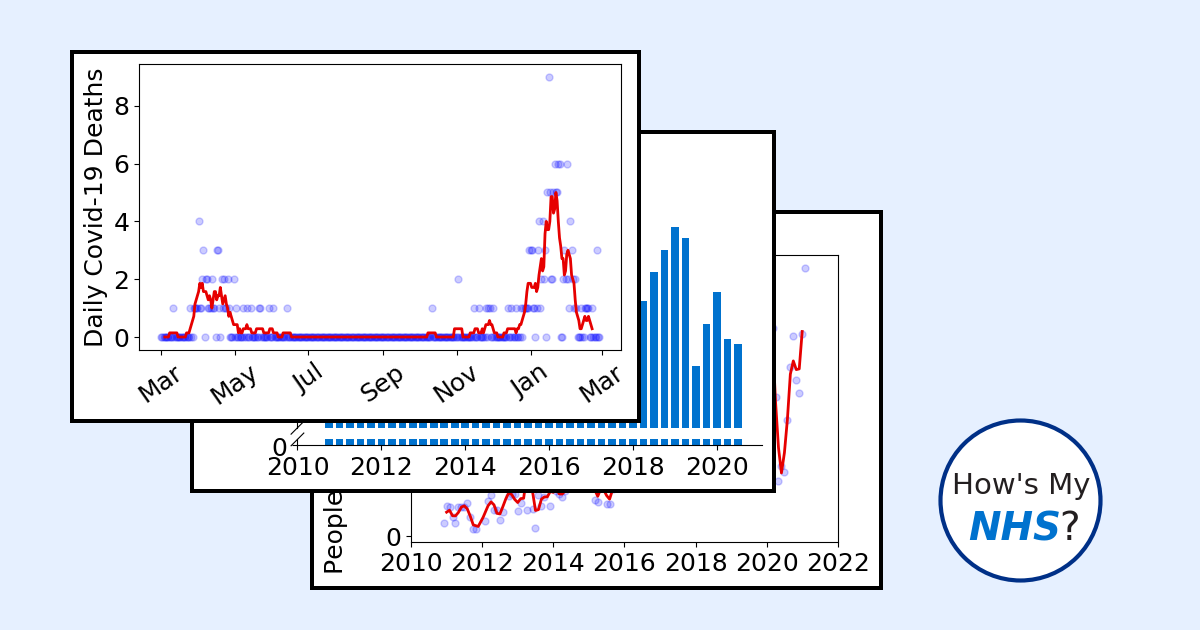 Daily Covid-19 Deaths
8
6
4
2
0
Mar May Jul Sep Nov Jan Mar
0
2010 2012 2014 2016 2018 2020
People
0
2010 2012 2014 2016 2018 2020 2022
How's My
NHS?